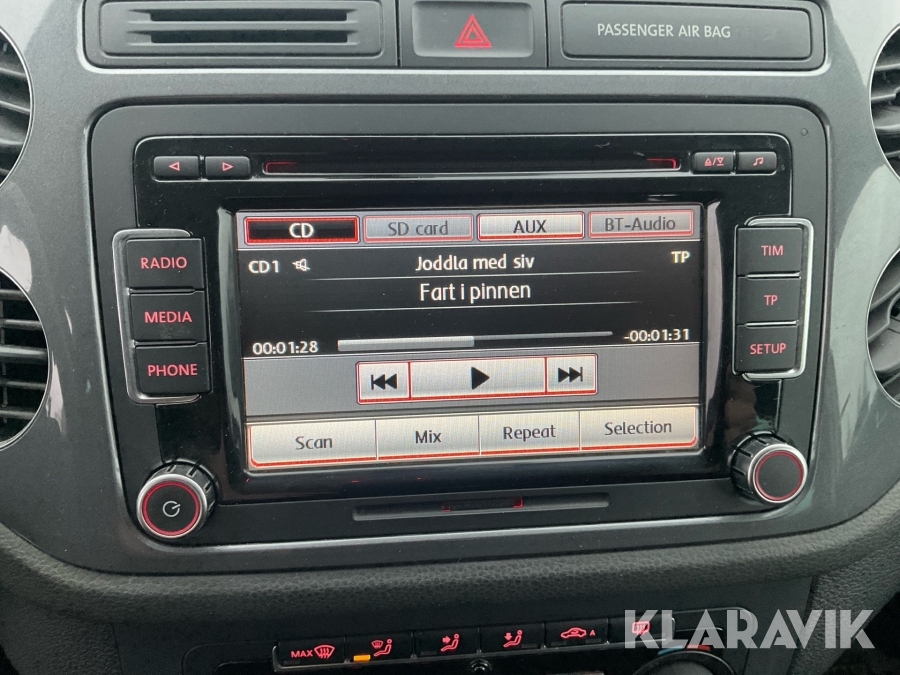 PASSENGER AIR BAG
CD
SD card
AUX
BT-Audio
RADIO
MEDIA
PHONE
CD1
Joddla med siv
TP
Fart i pinnen
00:01:28
-00:01:31
Scan
Mix
Repeat
Selection
TIM
TP
SETUP
MAX
A
KLARAVIK